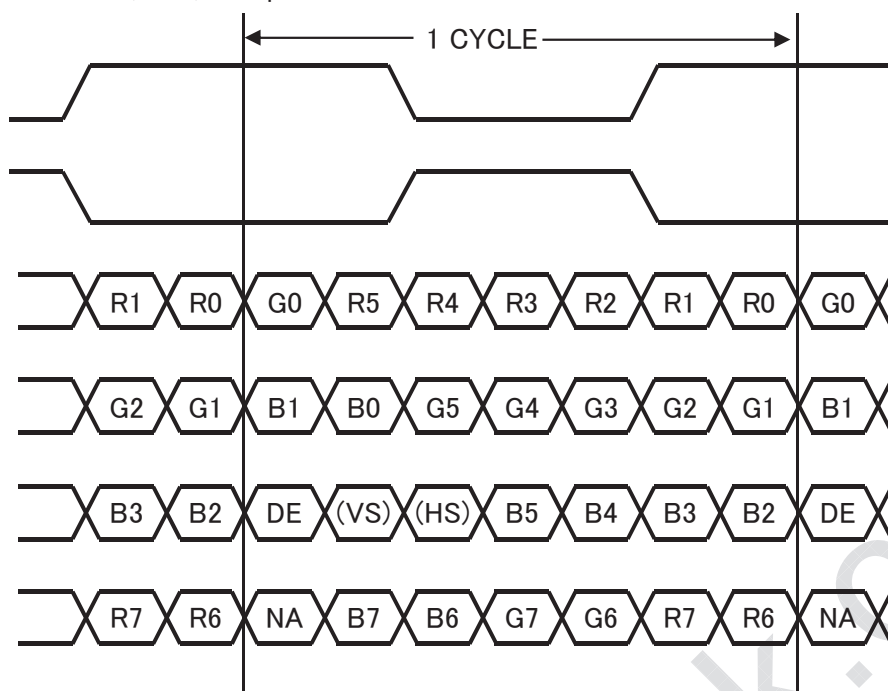 1 CYCLE
R1 R0 G0 R5 R4 R3 R2 R1 R0 G0
G2 G1 B1 B0 G5 G4 G3 G2 G1 B1
B3 B2 DE (VS) (HS) B5 B4 B3 B2 DE
R7 R6 NA B7 B6 G7 G6 R7 R6 NA